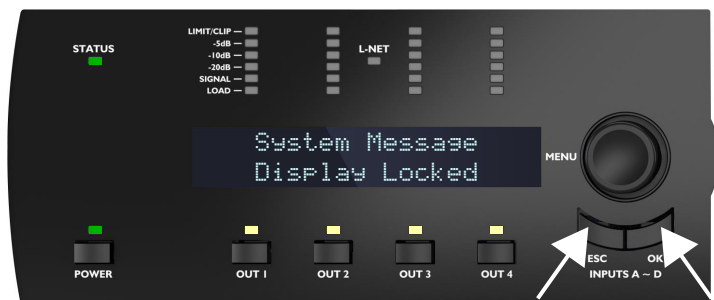 STATUS
LIMIT/CLIP
-5dB
-10dB
-20dB
SIGNAL
LOAD
L-NET
System Message
Display Locked
MENU
POWER
OUT 1
OUT 2
OUT 3
OUT 4
ESC
OK
INPUTS A ~ D